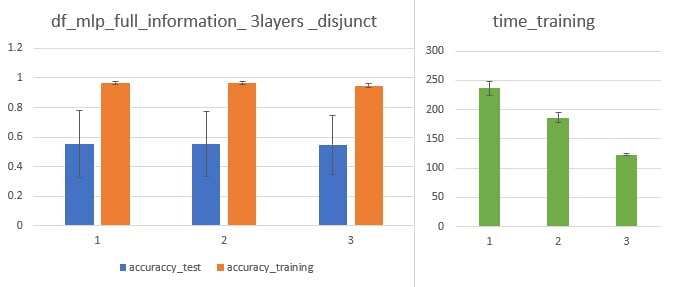 df_mlp_full_information_ 3layers _disjunct
1.2
1
0.8
0.6
0.4
0.2
0
1 2 3
accuraccy_test accuracy_training
time_training
300
250
200
150
100
50
0
1 2 3